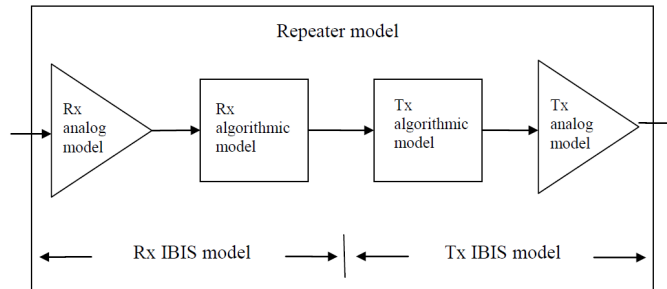 Repeater model
Rx
analog
model
Rx
algorithmic
model
Tx
algorithmic
model
Tx
analog
model
Rx IBIS model
Tx IBIS model